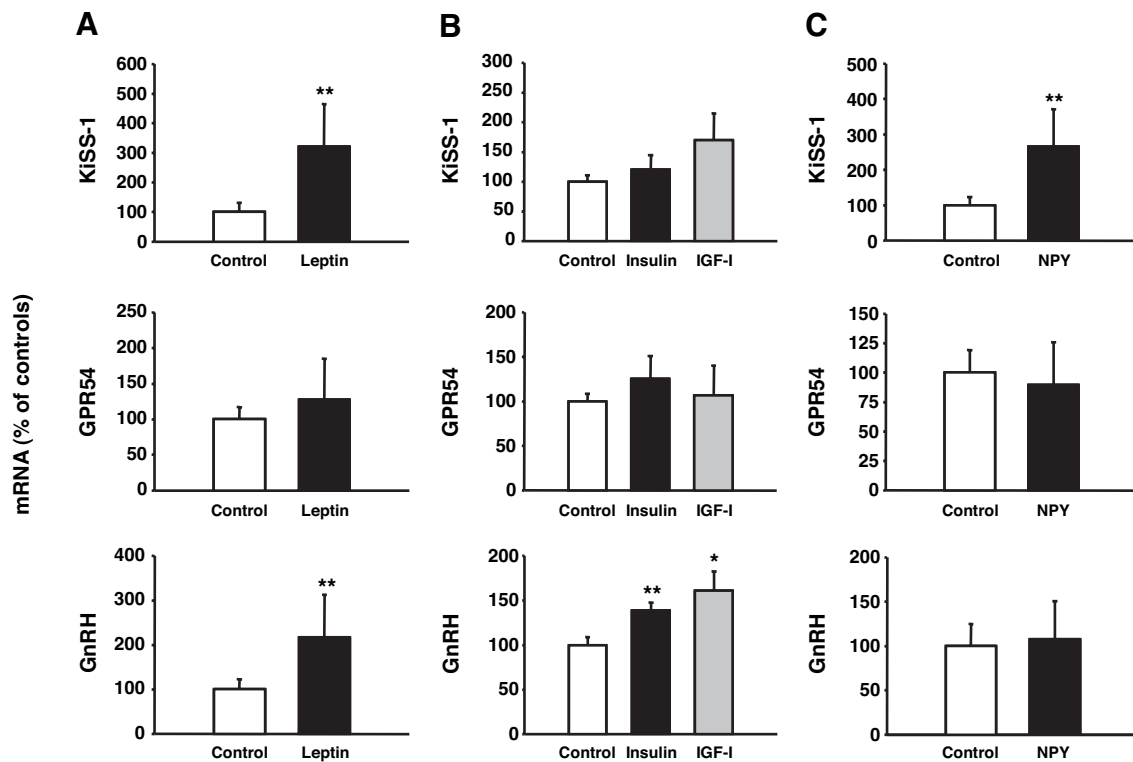 A
B
C
mRNA (% of controls)
KiSS-1
600
500
400
300
200
100
0
**
Control Leptin
KiSS-1
300
250
200
150
100
50
0
Control Insulin IGF-I
KiSS-1
500
400
300
200
100
0
**
Control NPY
GPR54
250
200
150
100
50
0
Control Leptin
GPR54
200
150
100
50
0
Control Insulin IGF-I
GPR54
150
125
100
75
50
25
0
Control NPY
GnRH
400
300
200
100
0
**
Control Leptin
GnRH
200
150
100
50
0
** *
Control Insulin IGF-I
GnRH
200
150
100
50
0
Control NPY